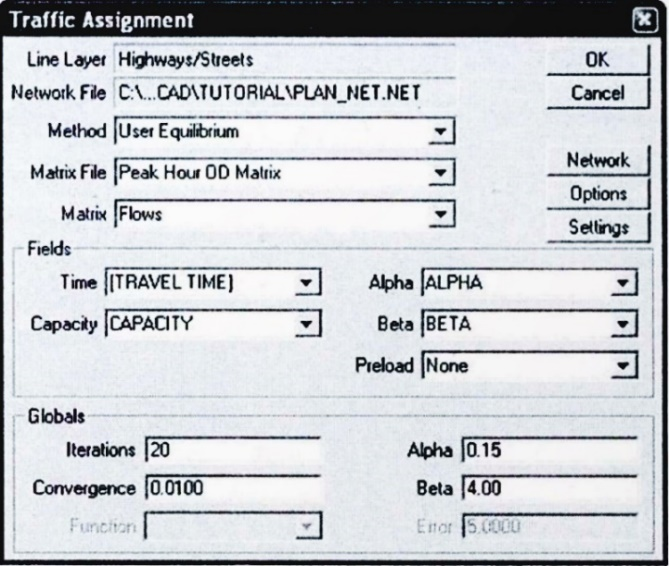 Traffic Assignment
Line Layer Highways/Streets OK
Network File C:\...CAD\TUTORIAL\PLAN_NET.NET Cancel
Method User Equilibrium
Matrix File Peak Hour OD Matrix Network
Options
Matrix Flows Settings
Fields
Time [TRAVEL TIME] Alpha ALPHA
Capacity CAPACITY Beta BETA
Preload None
Globals
Iterations 20 Alpha 0.15
Convergence 0.0100 Beta 4.00
Function Error 5.0000